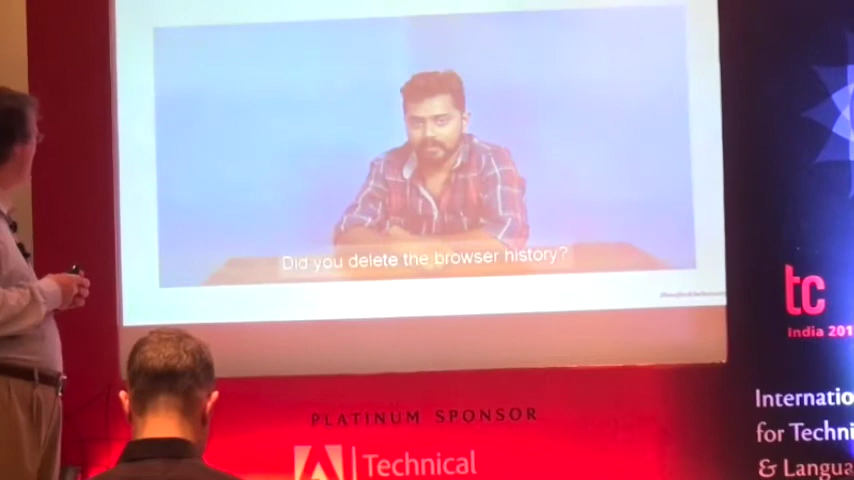 Did you delete the browser history?
tc
India 201
PLATINUM SPONSOR
Internatio
for Techni
& Langua
Technical